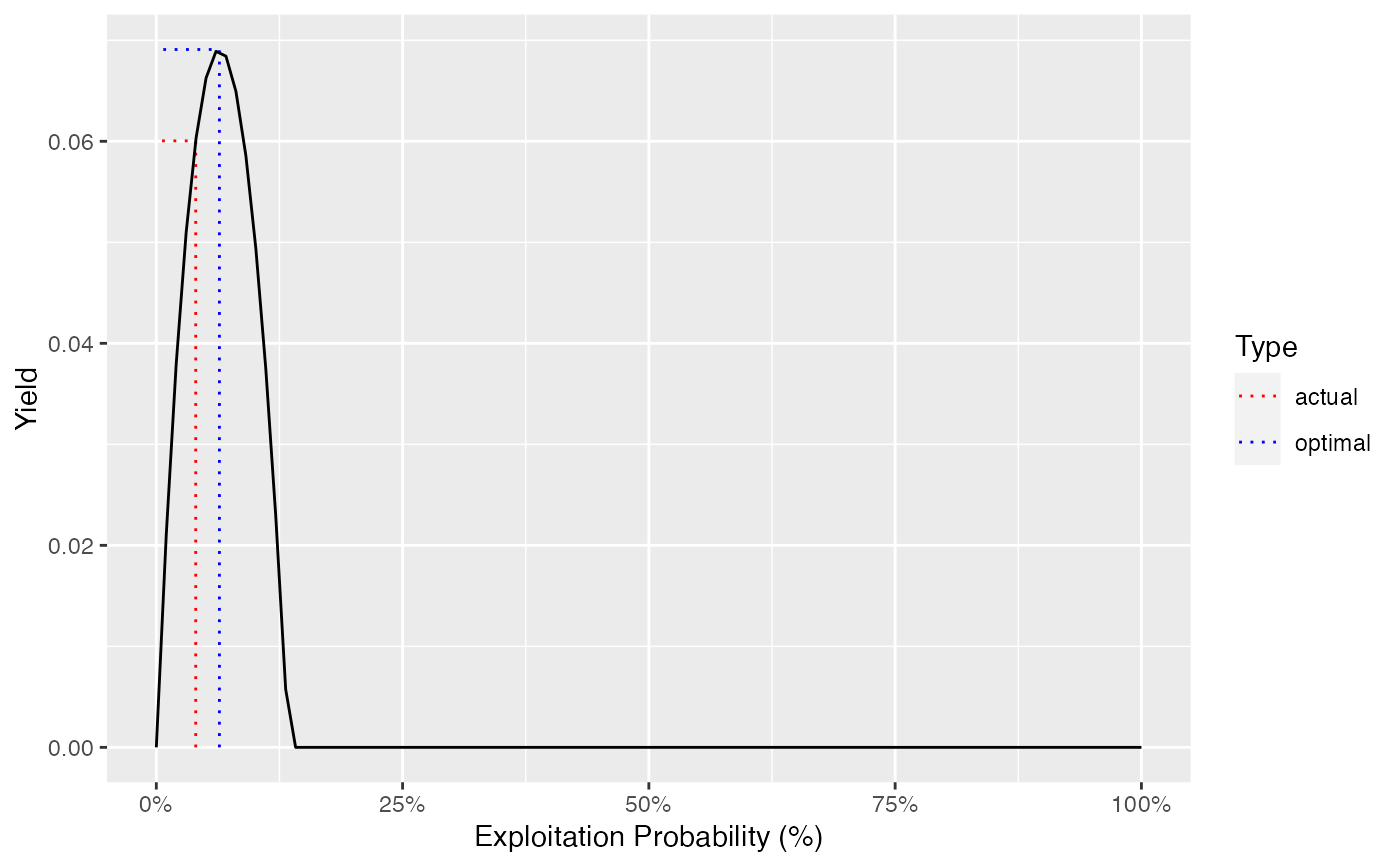 0.06
0.04
0.02
0.00
Yield
0%
25%
50%
75%
100%
Exploitation Probability (%)
Type
actual
optimal